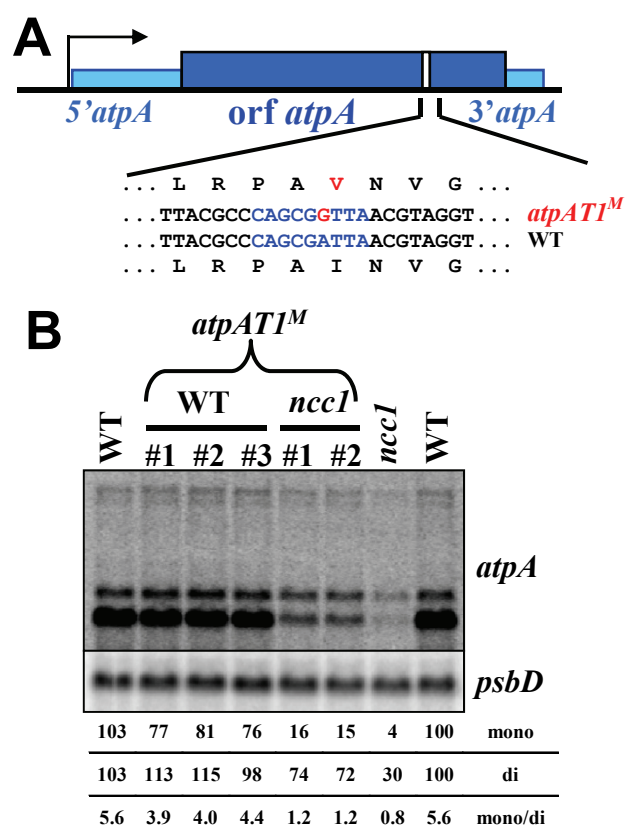 A
5'atpA orf atpA 3'atpA
... L R P A V N V G ...
...TTACGCCCAGCGGTTAACGTAGGT... atpAT1ᴹ
...TTACGCCCAGCGATTAACGTAGGT... WT
... L R P A I N V G ...
B
atpAT1ᴹ
WT WT ncc1 ncc1 WT
#1 #2 #3 #1 #2
atpA
psbD
103 77 81 76 16 15 4 100 mono
103 113 115 98 74 72 30 100 di
5.6 3.9 4.0 4.4 1.2 1.2 0.8 5.6 mono/di